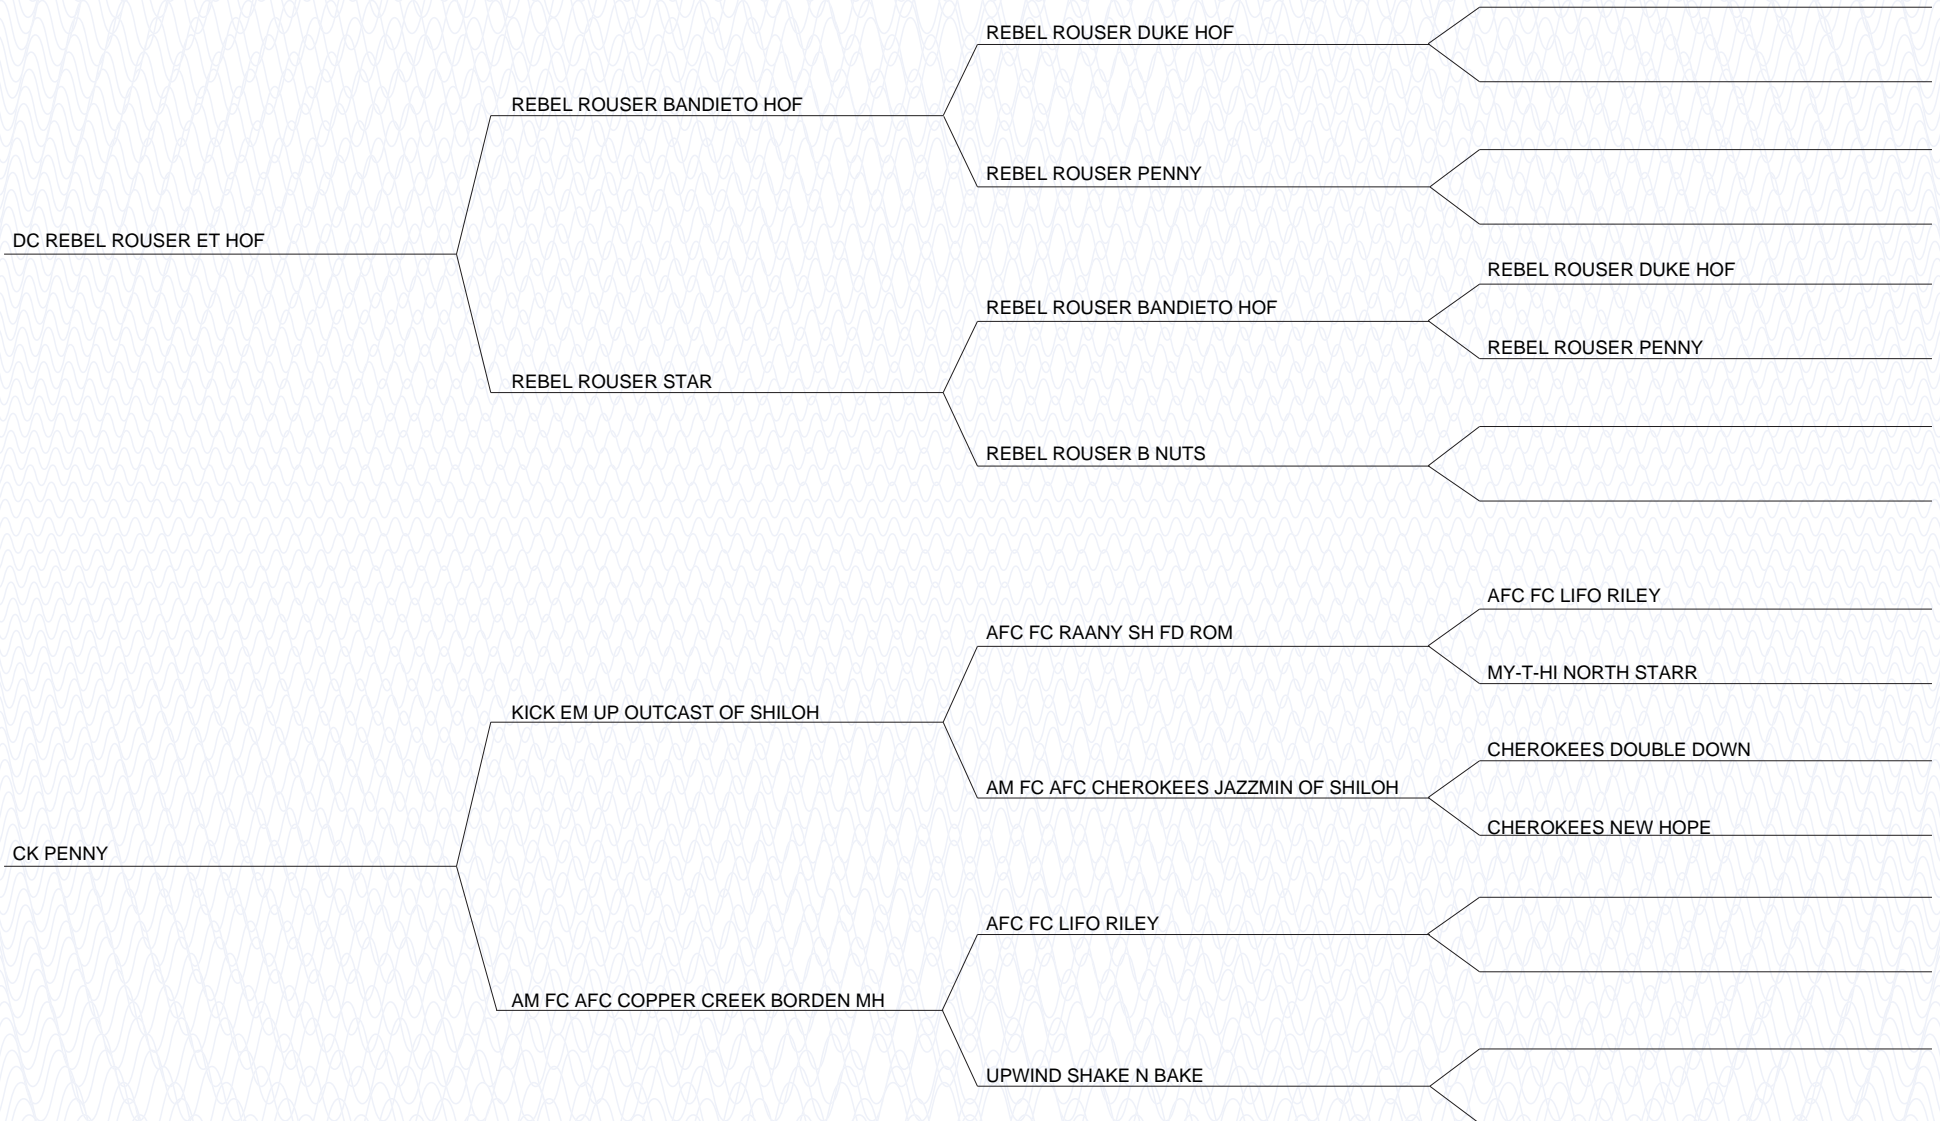 REBEL ROUSER DUKE HOF
REBEL ROUSER BANDIETO HOF
REBEL ROUSER PENNY
DC REBEL ROUSER ET HOF
REBEL ROUSER DUKE HOF
REBEL ROUSER BANDIETO HOF
REBEL ROUSER PENNY
REBEL ROUSER STAR
REBEL ROUSER B NUTS
AFC FC LIFO RILEY
AFC FC RAANY SH FD ROM
MY-T-HI NORTH STARR
KICK EM UP OUTCAST OF SHILOH
CHEROKEES DOUBLE DOWN
AM FC AFC CHEROKEES JAZZMIN OF SHILOH
CHEROKEES NEW HOPE
CK PENNY
AFC FC LIFO RILEY
AM FC AFC COPPER CREEK BORDEN MH
UPWIND SHAKE N BAKE